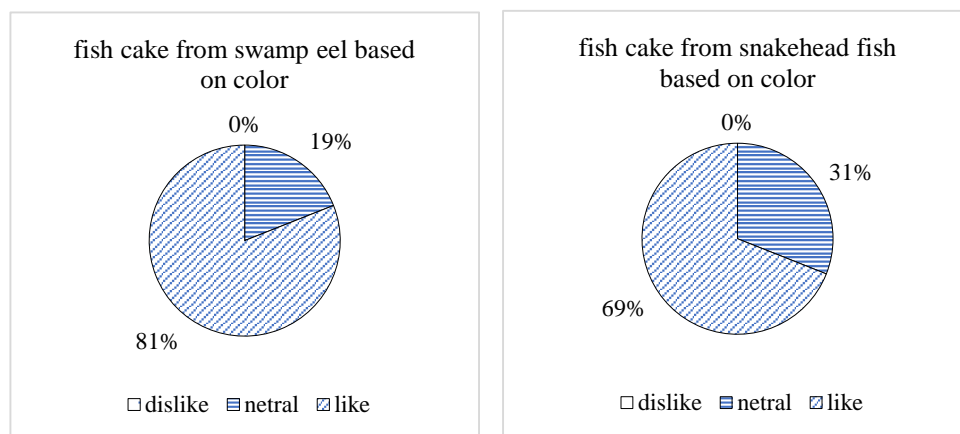 fish cake from swamp eel based
on color
0%
19%
81%
dislike netral like
fish cake from snakehead fish
based on color
0%
31%
69%
dislike netral like